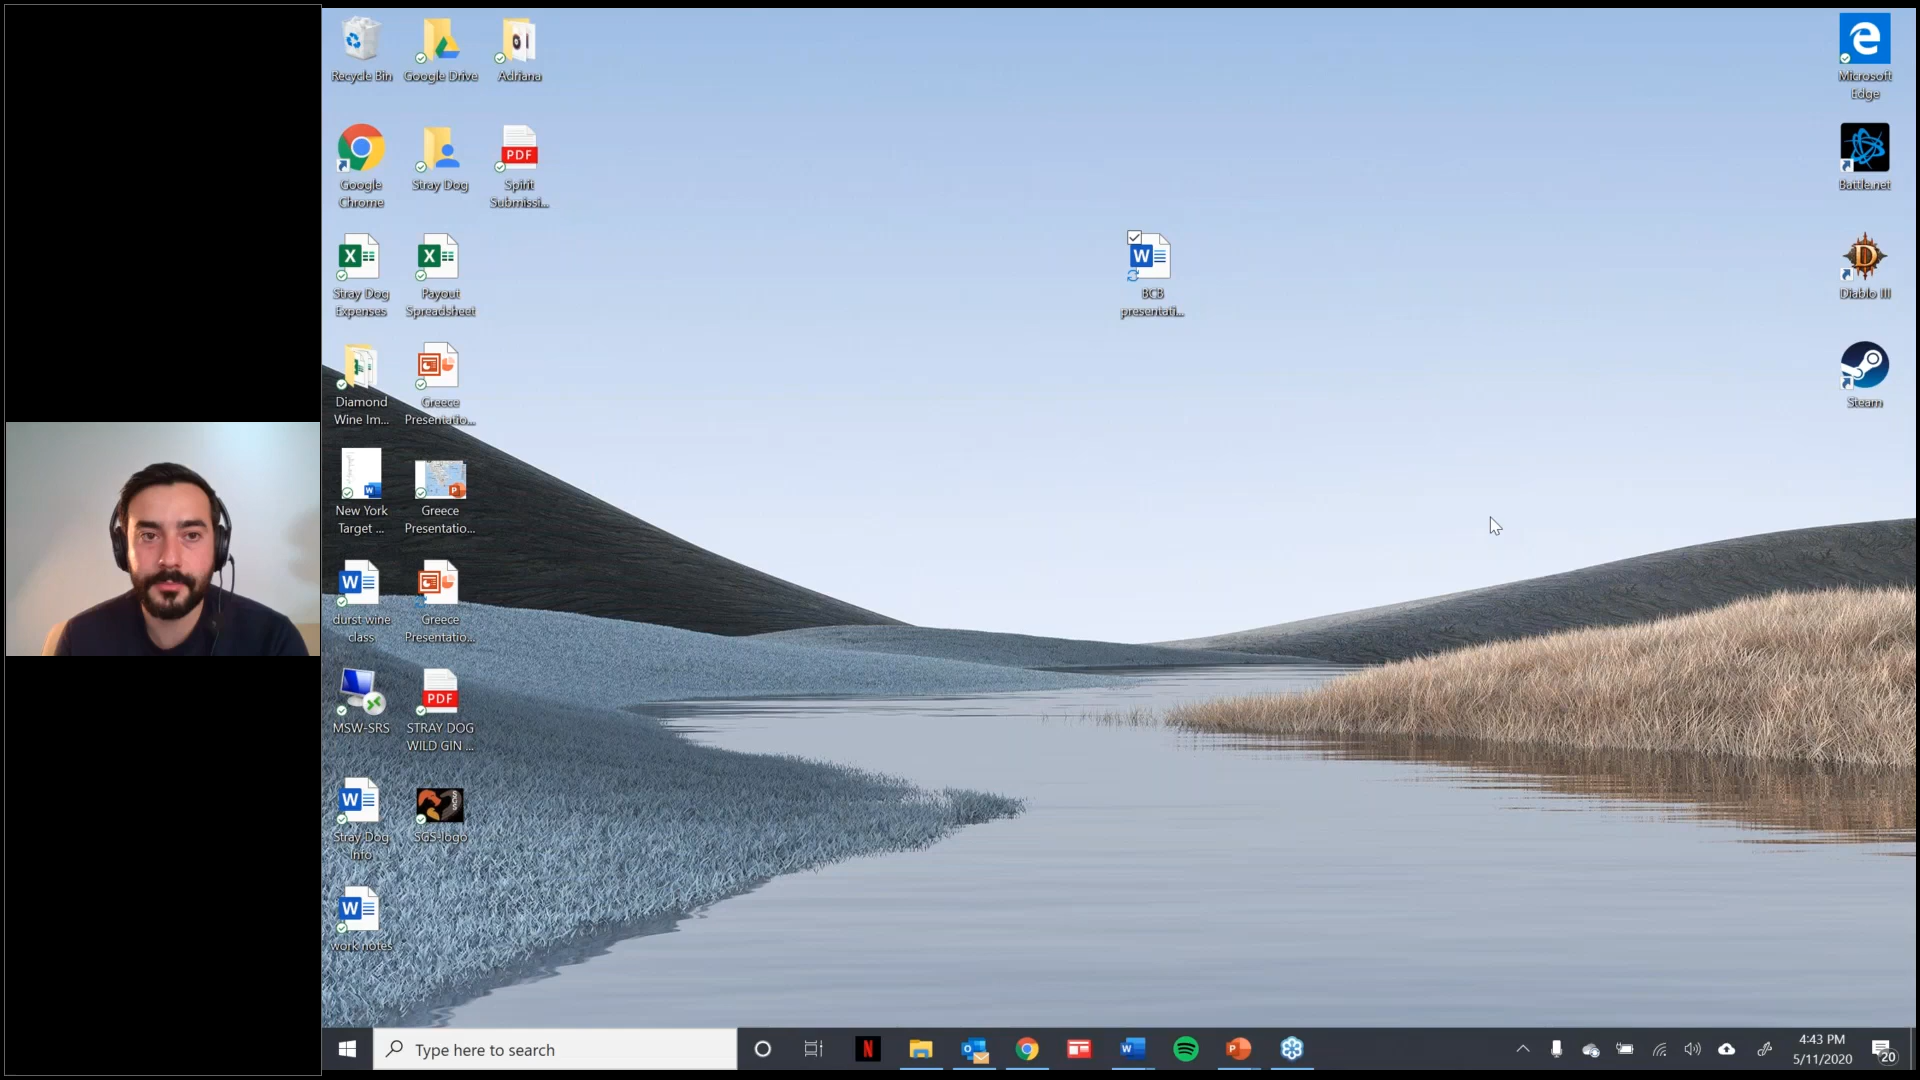 Recycle Bin
Google Drive
Adriana
Google
Chrome
Stray Dog
PDF
Spirit
Submissi...
Stray Dog
Expenses
Payout
Spreadsheet
Diamond
Wine Im...
Greece
Presentatio...
New York
Target ...
Greece
Presentatio...
durst wine
class
Greece
Presentatio...
MSW-SRS
PDF
STRAY DOG
WILD GIN ...
Stray Dog
Info
SGS-logo
work notes
BCB
presentati...
Microsoft
Edge
Battle.net
Diablo III
Steam
Type here to search
4:43 PM
5/11/2020
20